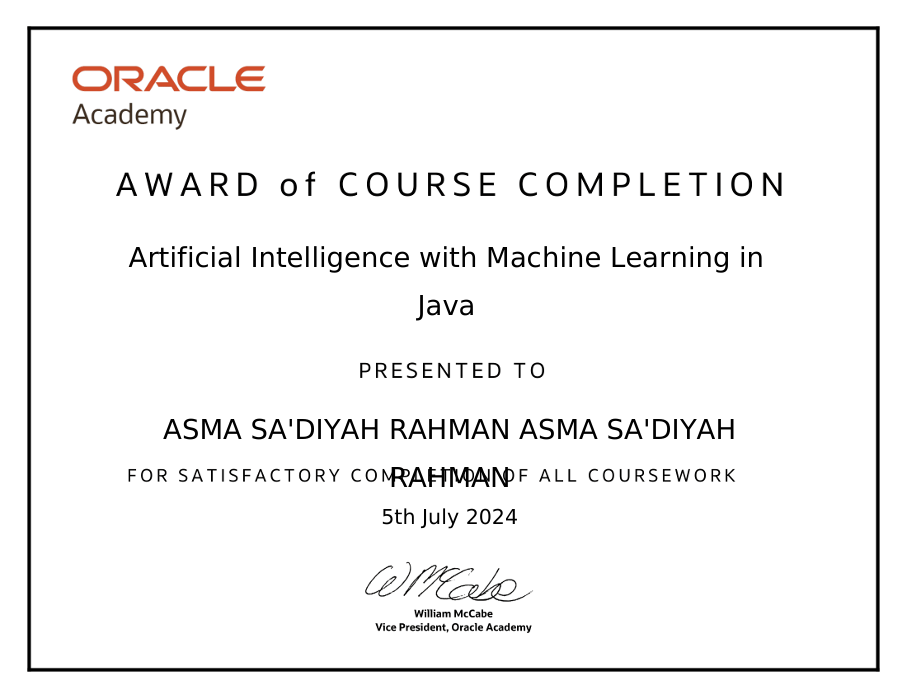 ORACLE
Academy
AWARD of COURSE COMPLETION
Artificial Intelligence with Machine Learning in
Java
PRESENTED TO
ASMA SA'DIYAH RAHMAN ASMA SA'DIYAH
RAHMAN
FOR SATISFACTORY COMPLETION OF ALL COURSEWORK
5th July 2024
WMcCabe
William McCabe
Vice President, Oracle Academy